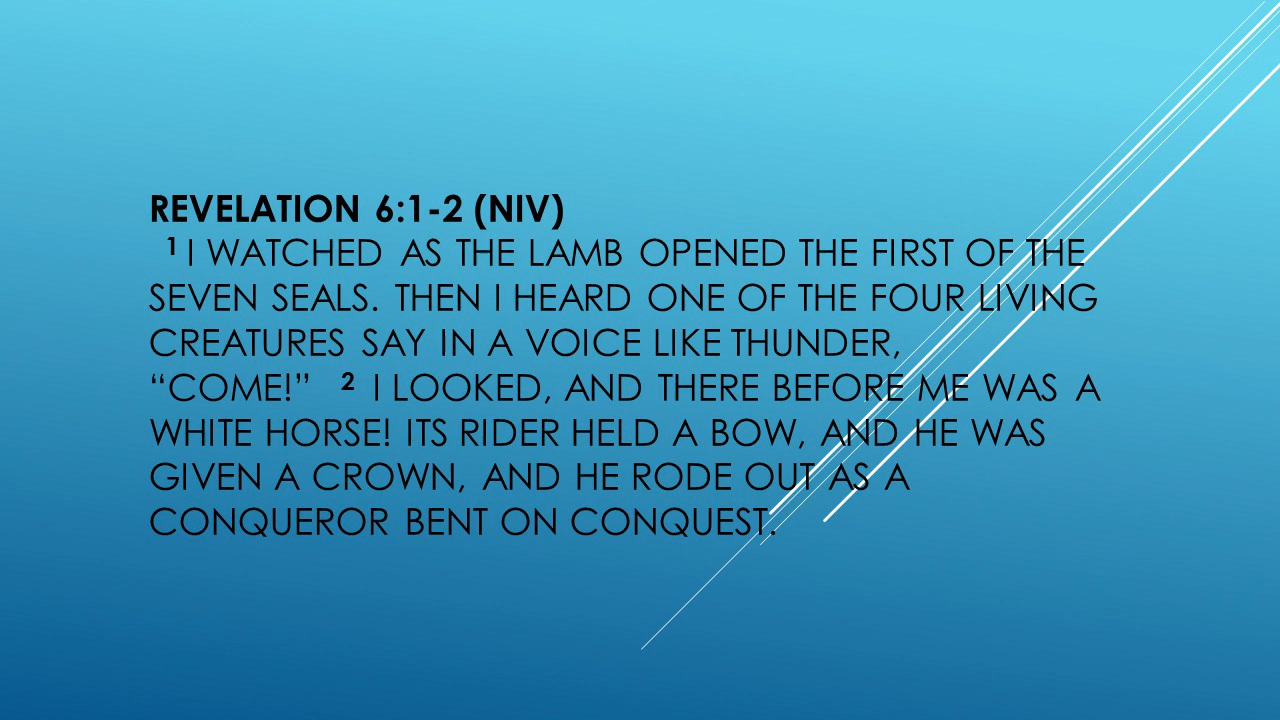 REVELATION 6:1-2 (NIV)
1 I WATCHED AS THE LAMB OPENED THE FIRST OF THE
SEVEN SEALS. THEN I HEARD ONE OF THE FOUR LIVING
CREATURES SAY IN A VOICE LIKE THUNDER,
“COME!” 2 I LOOKED, AND THERE BEFORE ME WAS A
WHITE HORSE! ITS RIDER HELD A BOW, AND HE WAS
GIVEN A CROWN, AND HE RODE OUT AS A
CONQUEROR BENT ON CONQUEST.